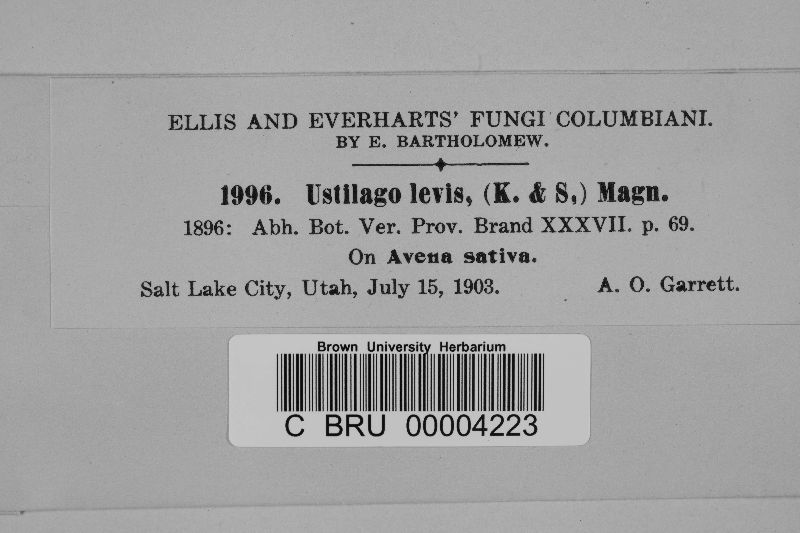 ELLIS AND EVERHARTS' FUNGI COLUMBIANI.
BY E. BARTHOLOMEW.
1996. Ustilago levis, (K. & S.) Magn.
1896: Abh. Bot. Ver. Prov. Brand XXXVII. p. 69.
On Avena sativa.
Salt Lake City, Utah, July 15, 1903. A. O. Garrett.
Brown University Herbarium
C BRU 00004223